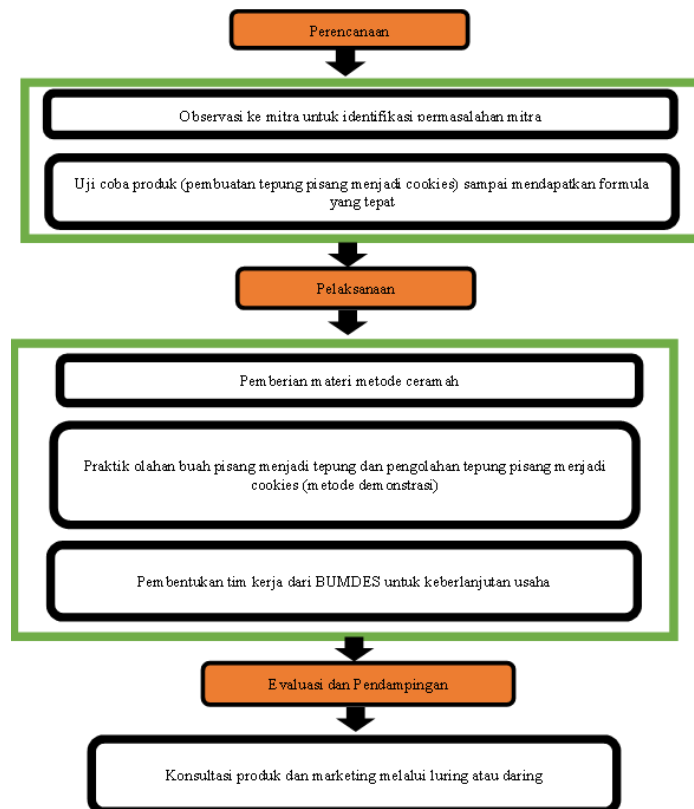 Perencanaan
Observasi ke mitra untuk identifikasi permasalahan mitra
Uji coba produk (pembuatan tepung pisang menjadi cookies) sampai mendapatkan formula
yang tepat
Pelaksanaan
Pemberian materi metode ceramah
Praktik olahan buah pisang menjadi tepung dan pengolahan tepung pisang menjadi
cookies (metode demonstrasi)
Pembentukan tim kerja dari BUMDES untuk keberlanjutan usaha
Evaluasi dan Pendampingan
Konsultasi produk dan marketing melalui luring atau daring